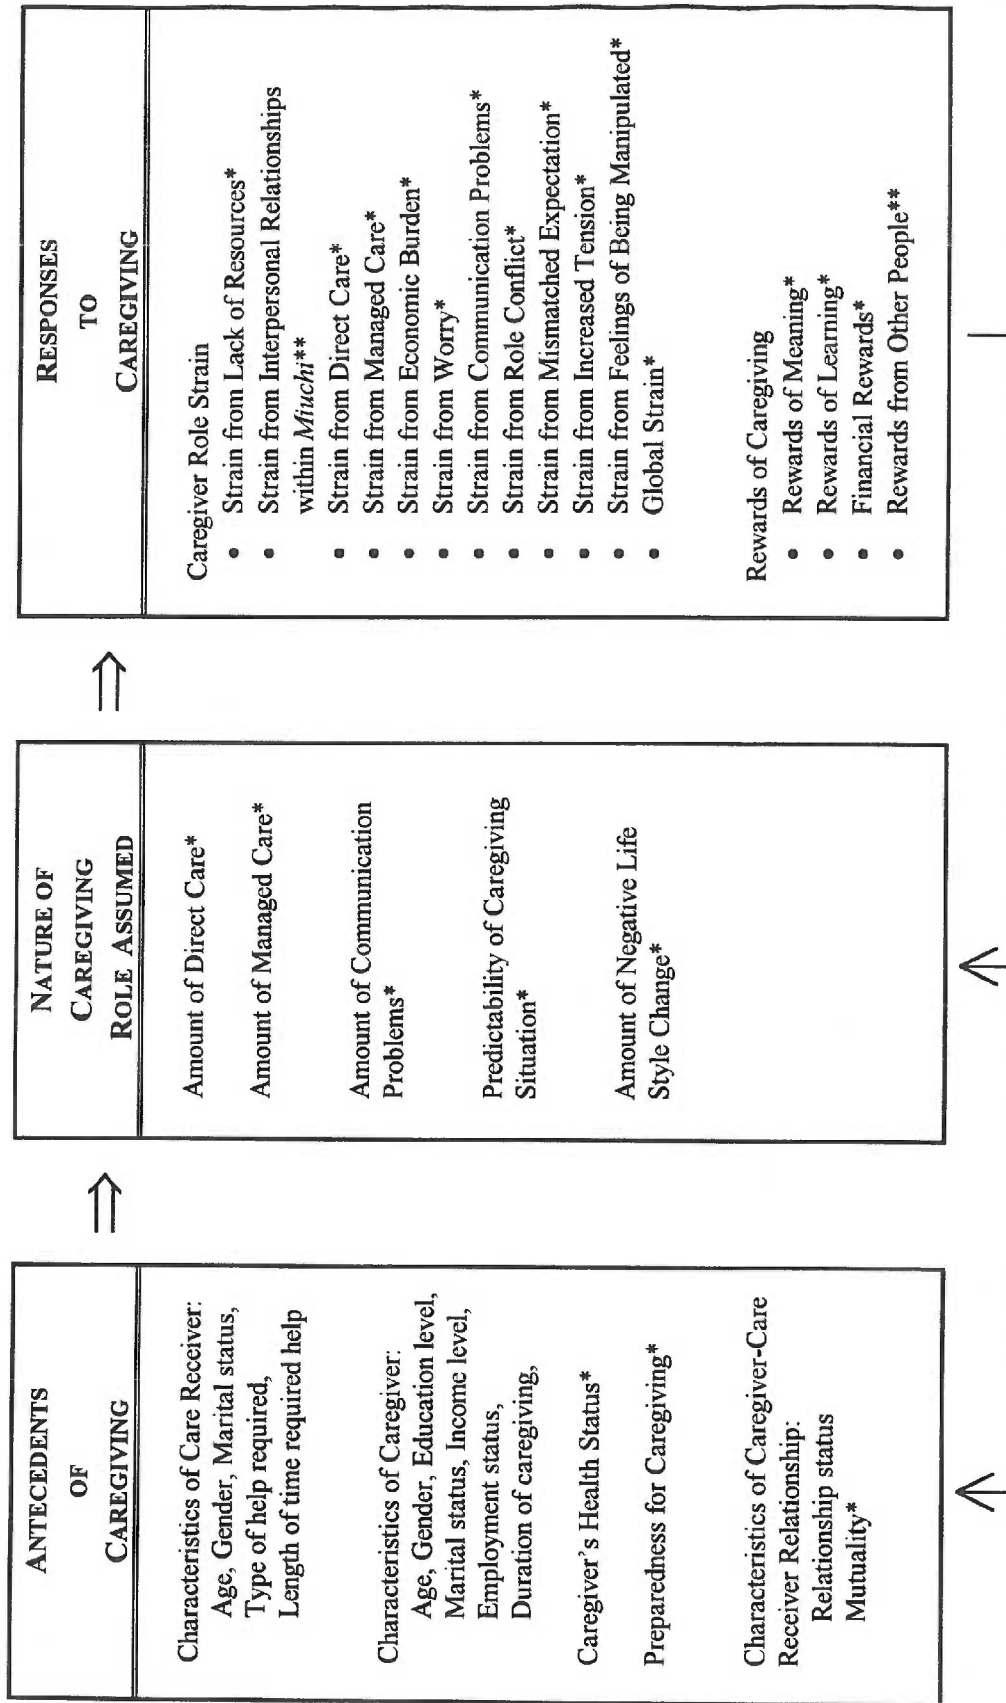 ANTECEDENTS
OF
CAREGIVING
Characteristics of Care Receiver:
Age, Gender, Marital status,
Type of help required,
Length of time required help
Characteristics of Caregiver:
Age, Gender, Education level,
Marital status, Income level,
Employment status,
Duration of caregiving,
Caregiver's Health Status*
Preparedness for Caregiving*
Characteristics of Caregiver-Care
Receiver Relationship:
Relationship status
Mutuality*
⇒
NATURE OF
CAREGIVING
ROLE ASSUMED
Amount of Direct Care*
Amount of Managed Care*
Amount of Communication
Problems*
Predictability of Caregiving
Situation*
Amount of Negative Life
Style Change*
⇒
RESPONSES
TO
CAREGIVING
Caregiver Role Strain
• Strain from Lack of Resources*
• Strain from Interpersonal Relationships
within Miuchi**
• Strain from Direct Care*
• Strain from Managed Care*
• Strain from Economic Burden*
• Strain from Worry*
• Strain from Communication Problems*
• Strain from Role Conflict*
• Strain from Mismatched Expectation*
• Strain from Increased Tension*
• Strain from Feelings of Being Manipulated*
• Global Strain*
Rewards of Caregiving
• Rewards of Meaning*
• Rewards of Learning*
• Financial Rewards*
• Rewards from Other People**